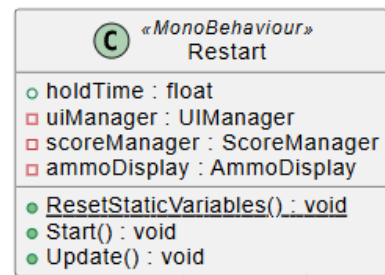 C «MonoBehaviour»
Restart
holdTime : float
uiManager : UIManager
scoreManager : ScoreManager
ammoDisplay : AmmoDisplay
ResetStaticVariables() : void
Start() : void
Update() : void